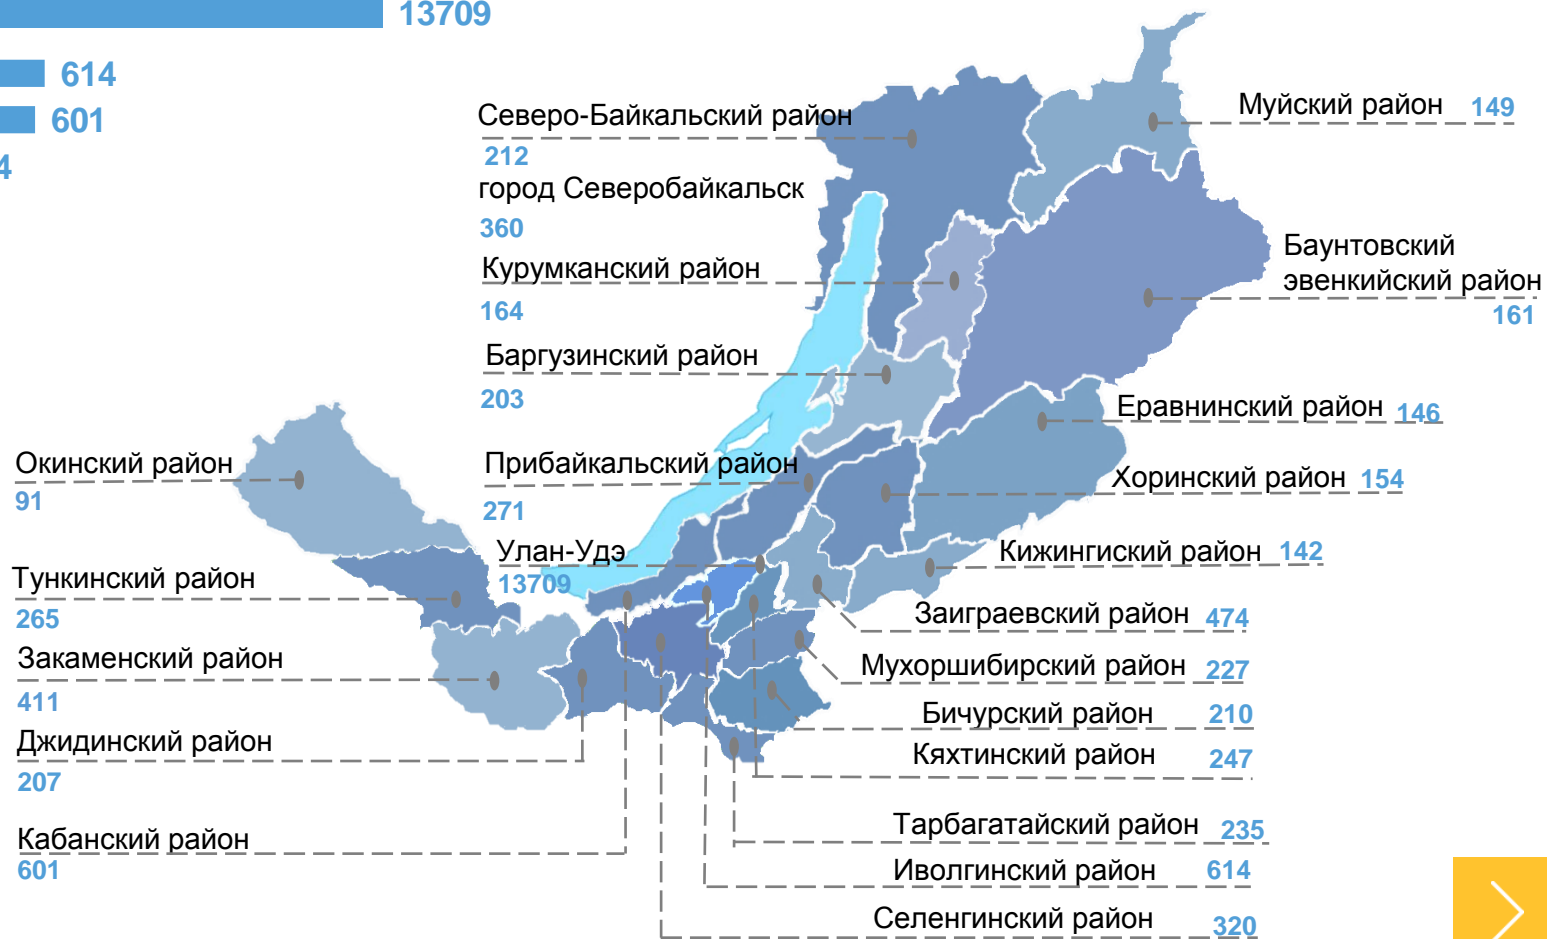 13709
614
601
4
Северо-Байкальский район
212
город Северобайкальск
360
Курумканский район
164
Баргузинский район
203
Прибайкальский район
271
Улан-Удэ
13709
Окинский район
91
Тункинский район
265
Закаменский район
411
Джидинский район
207
Кабанский район
601
Муйский район 149
Баунтовский
эвенкийский район
161
Еравнинский район 146
Хоринский район 154
Кижингиский район 142
Заиграевский район 474
Мухоршибирский район 227
Бичурский район 210
Кяхтинский район 247
Тарбагатайский район 235
Иволгинский район 614
Селенгинский район 320